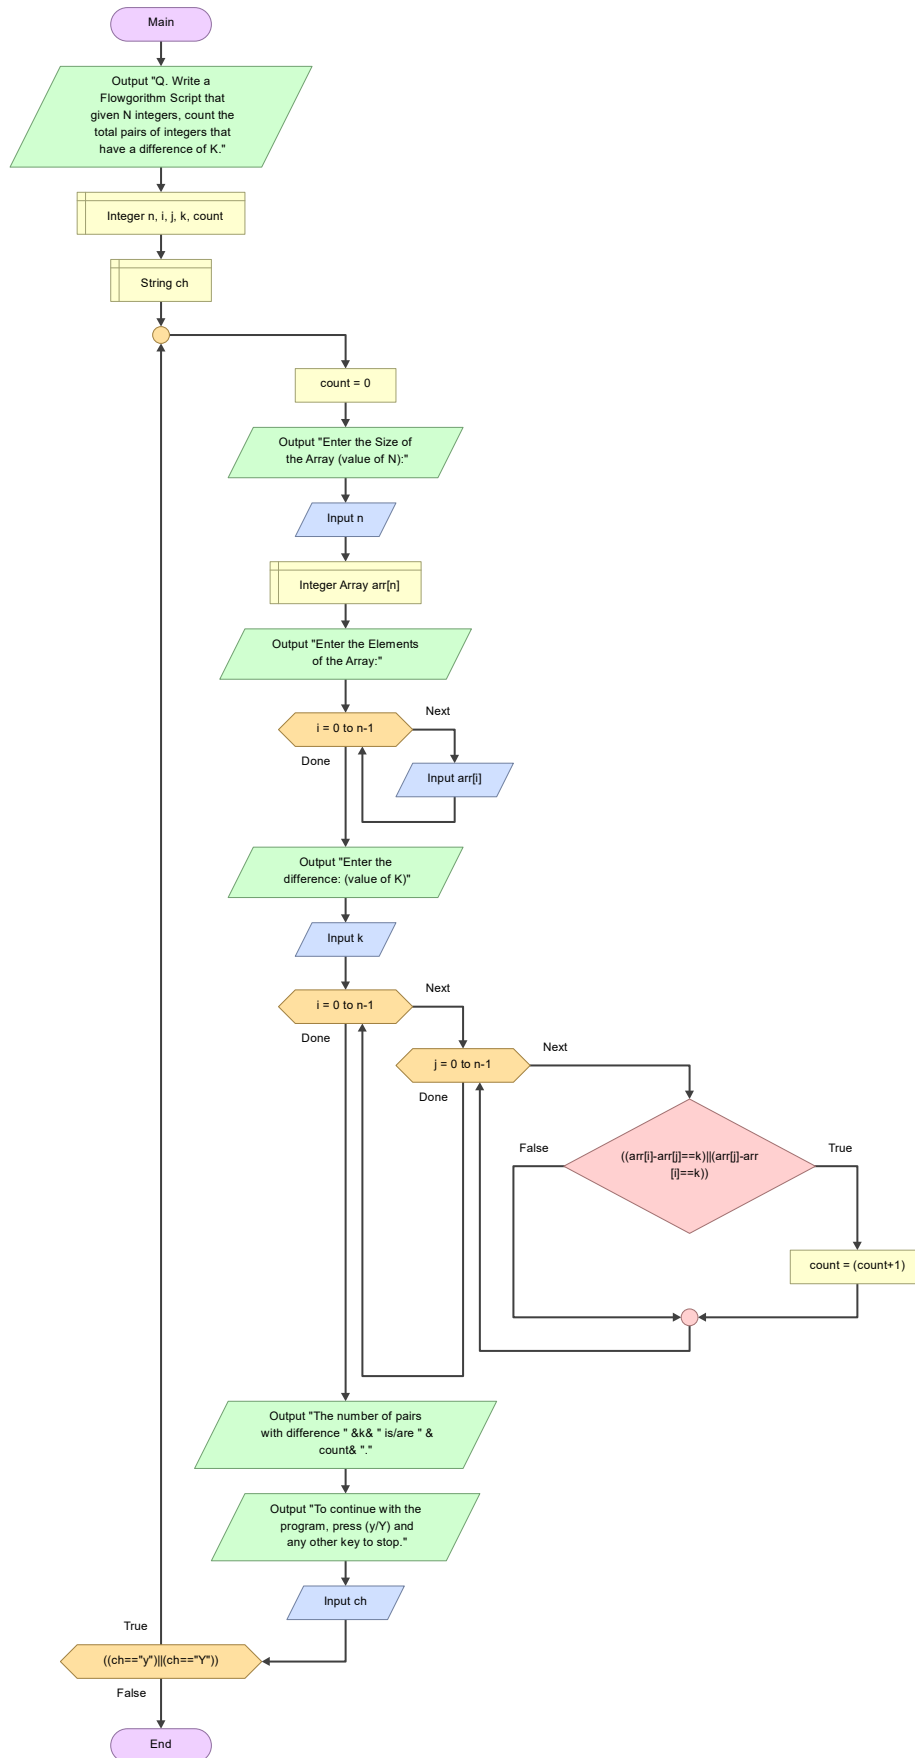 Main
Output "Q. Write a
Flowgorithm Script that
given N integers, count the
total pairs of integers that
have a difference of K."
Integer n, i, j, k, count
String ch
count = 0
Output "Enter the Size of
the Array (value of N):"
Input n
Integer Array arr[n]
Output "Enter the Elements
of the Array:"
Next
i = 0 to n-1
Done
Input arr[i]
Output "Enter the
difference: (value of K)"
Input k
Next
i = 0 to n-1
Done
Next
j = 0 to n-1
Done
False
True
((arr[i]-arr[j]==k)||(arr[j]-arr
[i]==k))
count = (count+1)
Output "The number of pairs
with difference " &k& " is/are " &
count& "."
Output "To continue with the
program, press (y/Y) and
any other key to stop."
Input ch
True
((ch=="y")||(ch=="Y"))
False
End